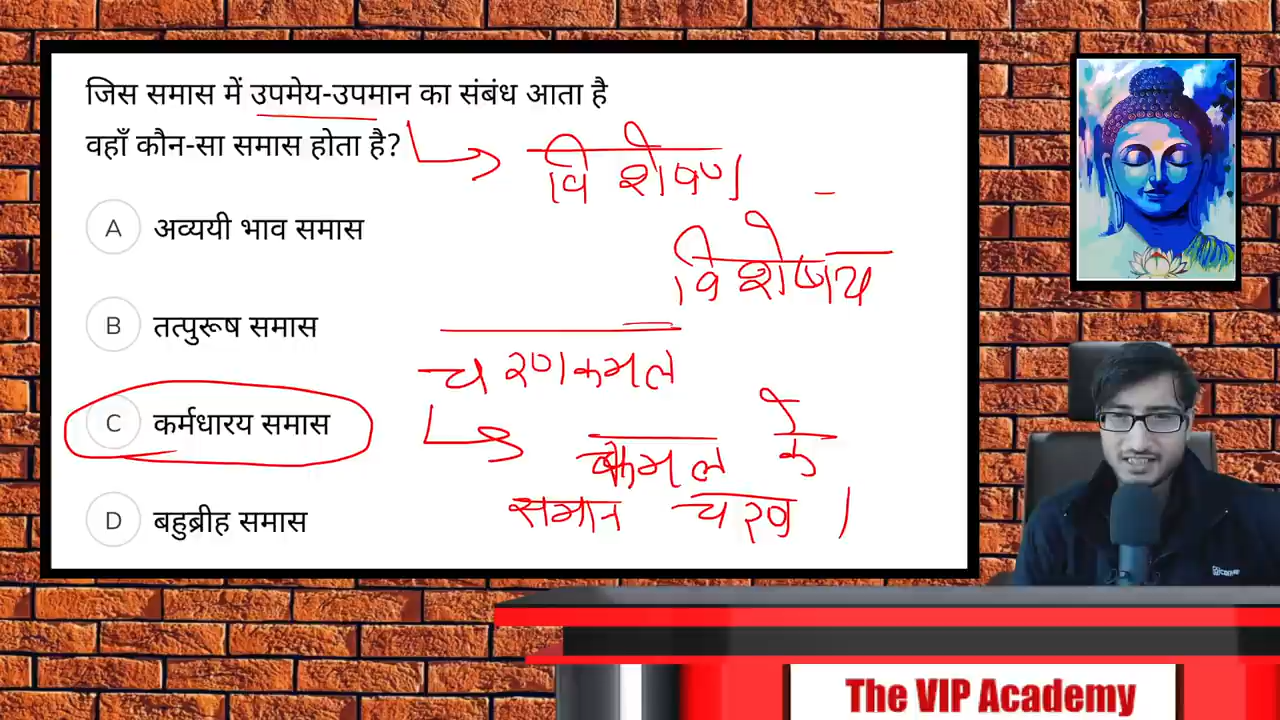 जिस समास में उपमेय-उपमान का संबंध आता है
वहाँ कौन-सा समास होता है?
विशेषण -
विशेष्य
A अव्ययी भाव समास
B तत्पुरूष समास
चरणकमल
C कर्मधारय समास
कमल के
समान चरण ।
D बहुब्रीह समास
The VIP Academy